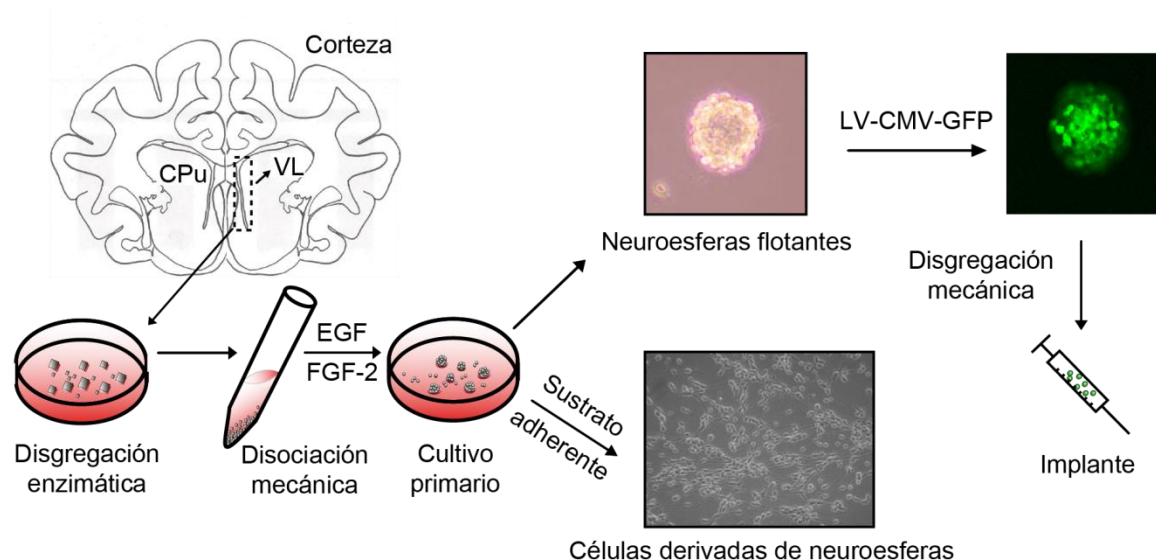 Corteza
CPu
VL
LV-CMV-GFP
Neuroesferas flotantes
Disgregación
mecánica
EGF
FGF-2
Sustrato
adherente
Disgregación
enzimática
Disociación
mecánica
Cultivo
primario
Implante
Células derivadas de neuroesferas